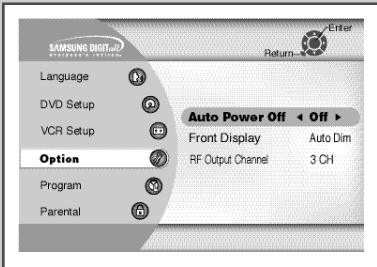 Enter
SAMSUNG DIGITall
everyone's invited
Return
Language
DVD Setup
VCR Setup
Option
Program
Parental
Auto Power Off ◄ Off ►
Front Display Auto Dim
RF Output Channel 3 CH